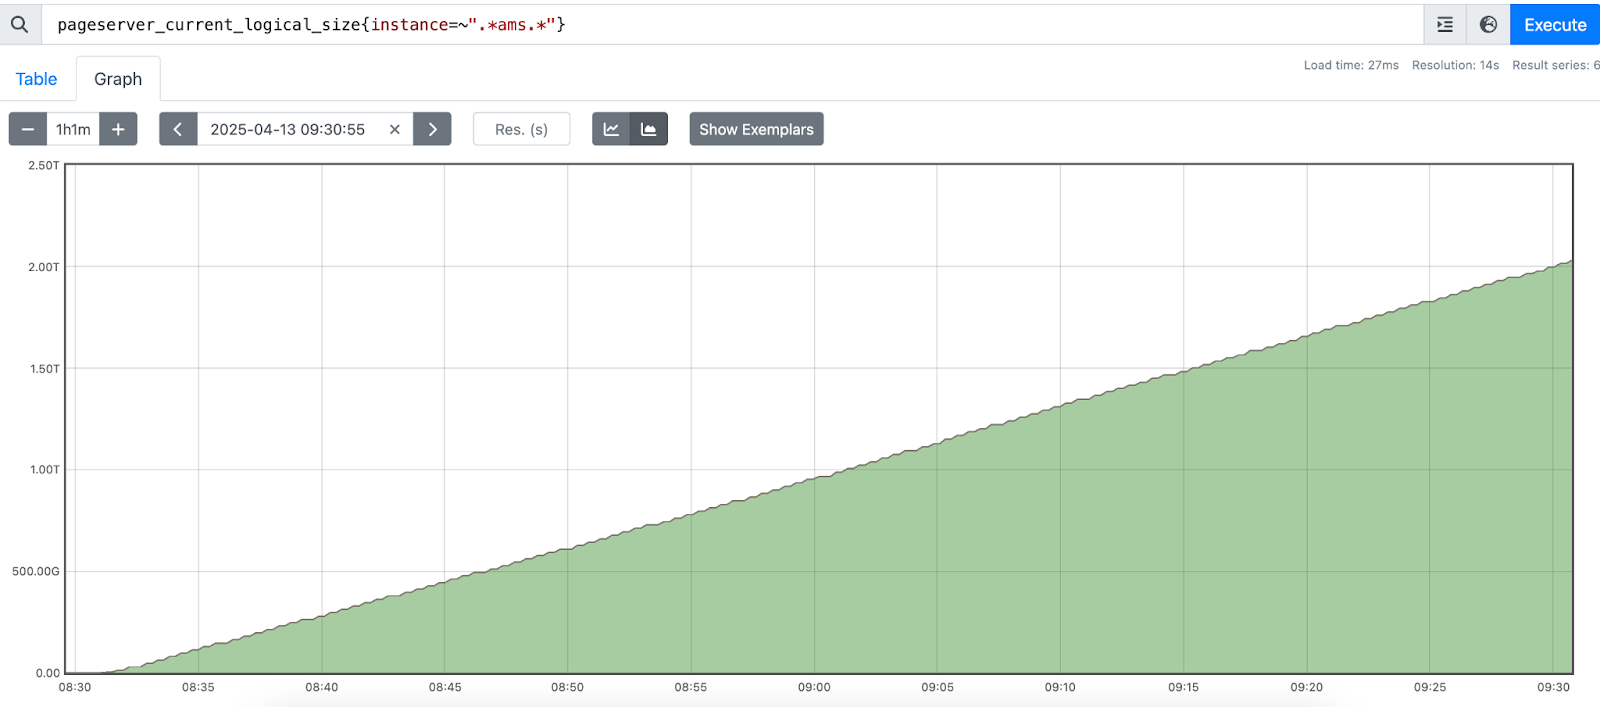 pageserver_current_logical_size{instance=~".*ams.*"}
Execute
Table
Graph
Load time: 27ms Resolution: 14s Result series: 6
− 1h1m +
2025-04-13 09:30:55 ×
Res. (s)
Show Exemplars
2.50T
2.00T
1.50T
1.00T
500.00G
0.00
08:30 08:35 08:40 08:45 08:50 08:55 09:00 09:05 09:10 09:15 09:20 09:25 09:30